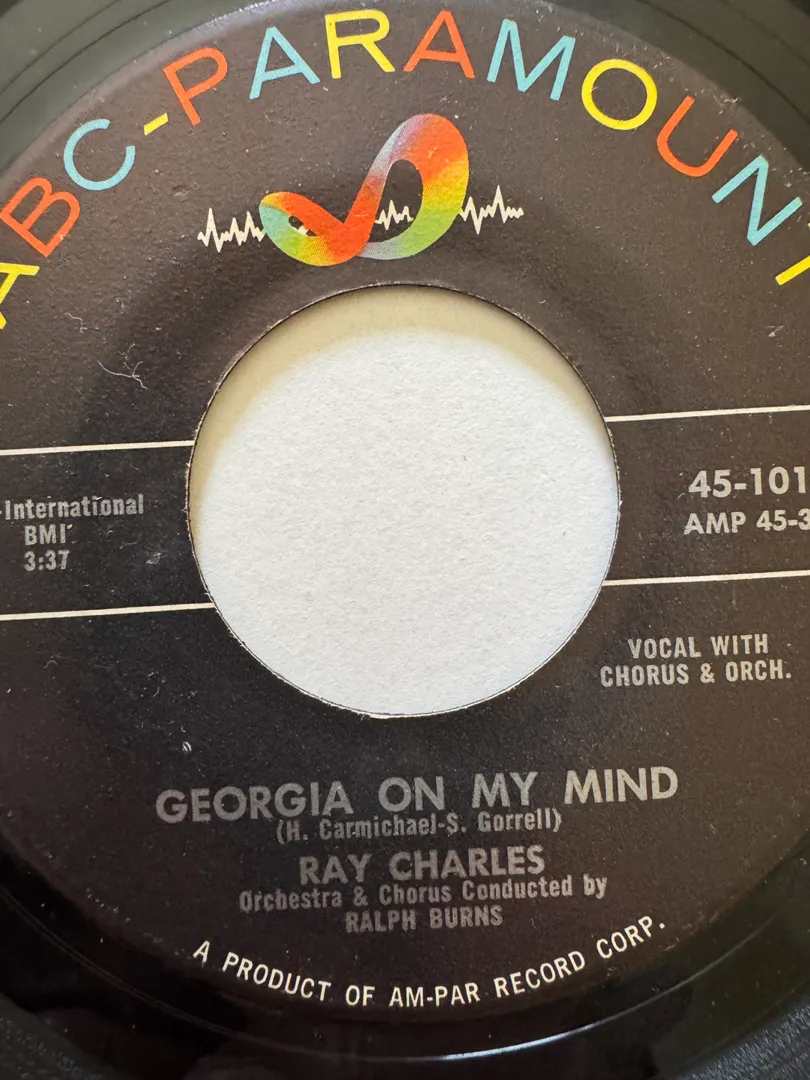 ABC-PARAMOUNT
-International
BMI
3:37
45-101
AMP 45-3
VOCAL WITH
CHORUS & ORCH.
GEORGIA ON MY MIND
(H. Carmichael-S. Gorrell)
RAY CHARLES
Orchestra & Chorus Conducted by
RALPH BURNS
A PRODUCT OF AM-PAR RECORD CORP.